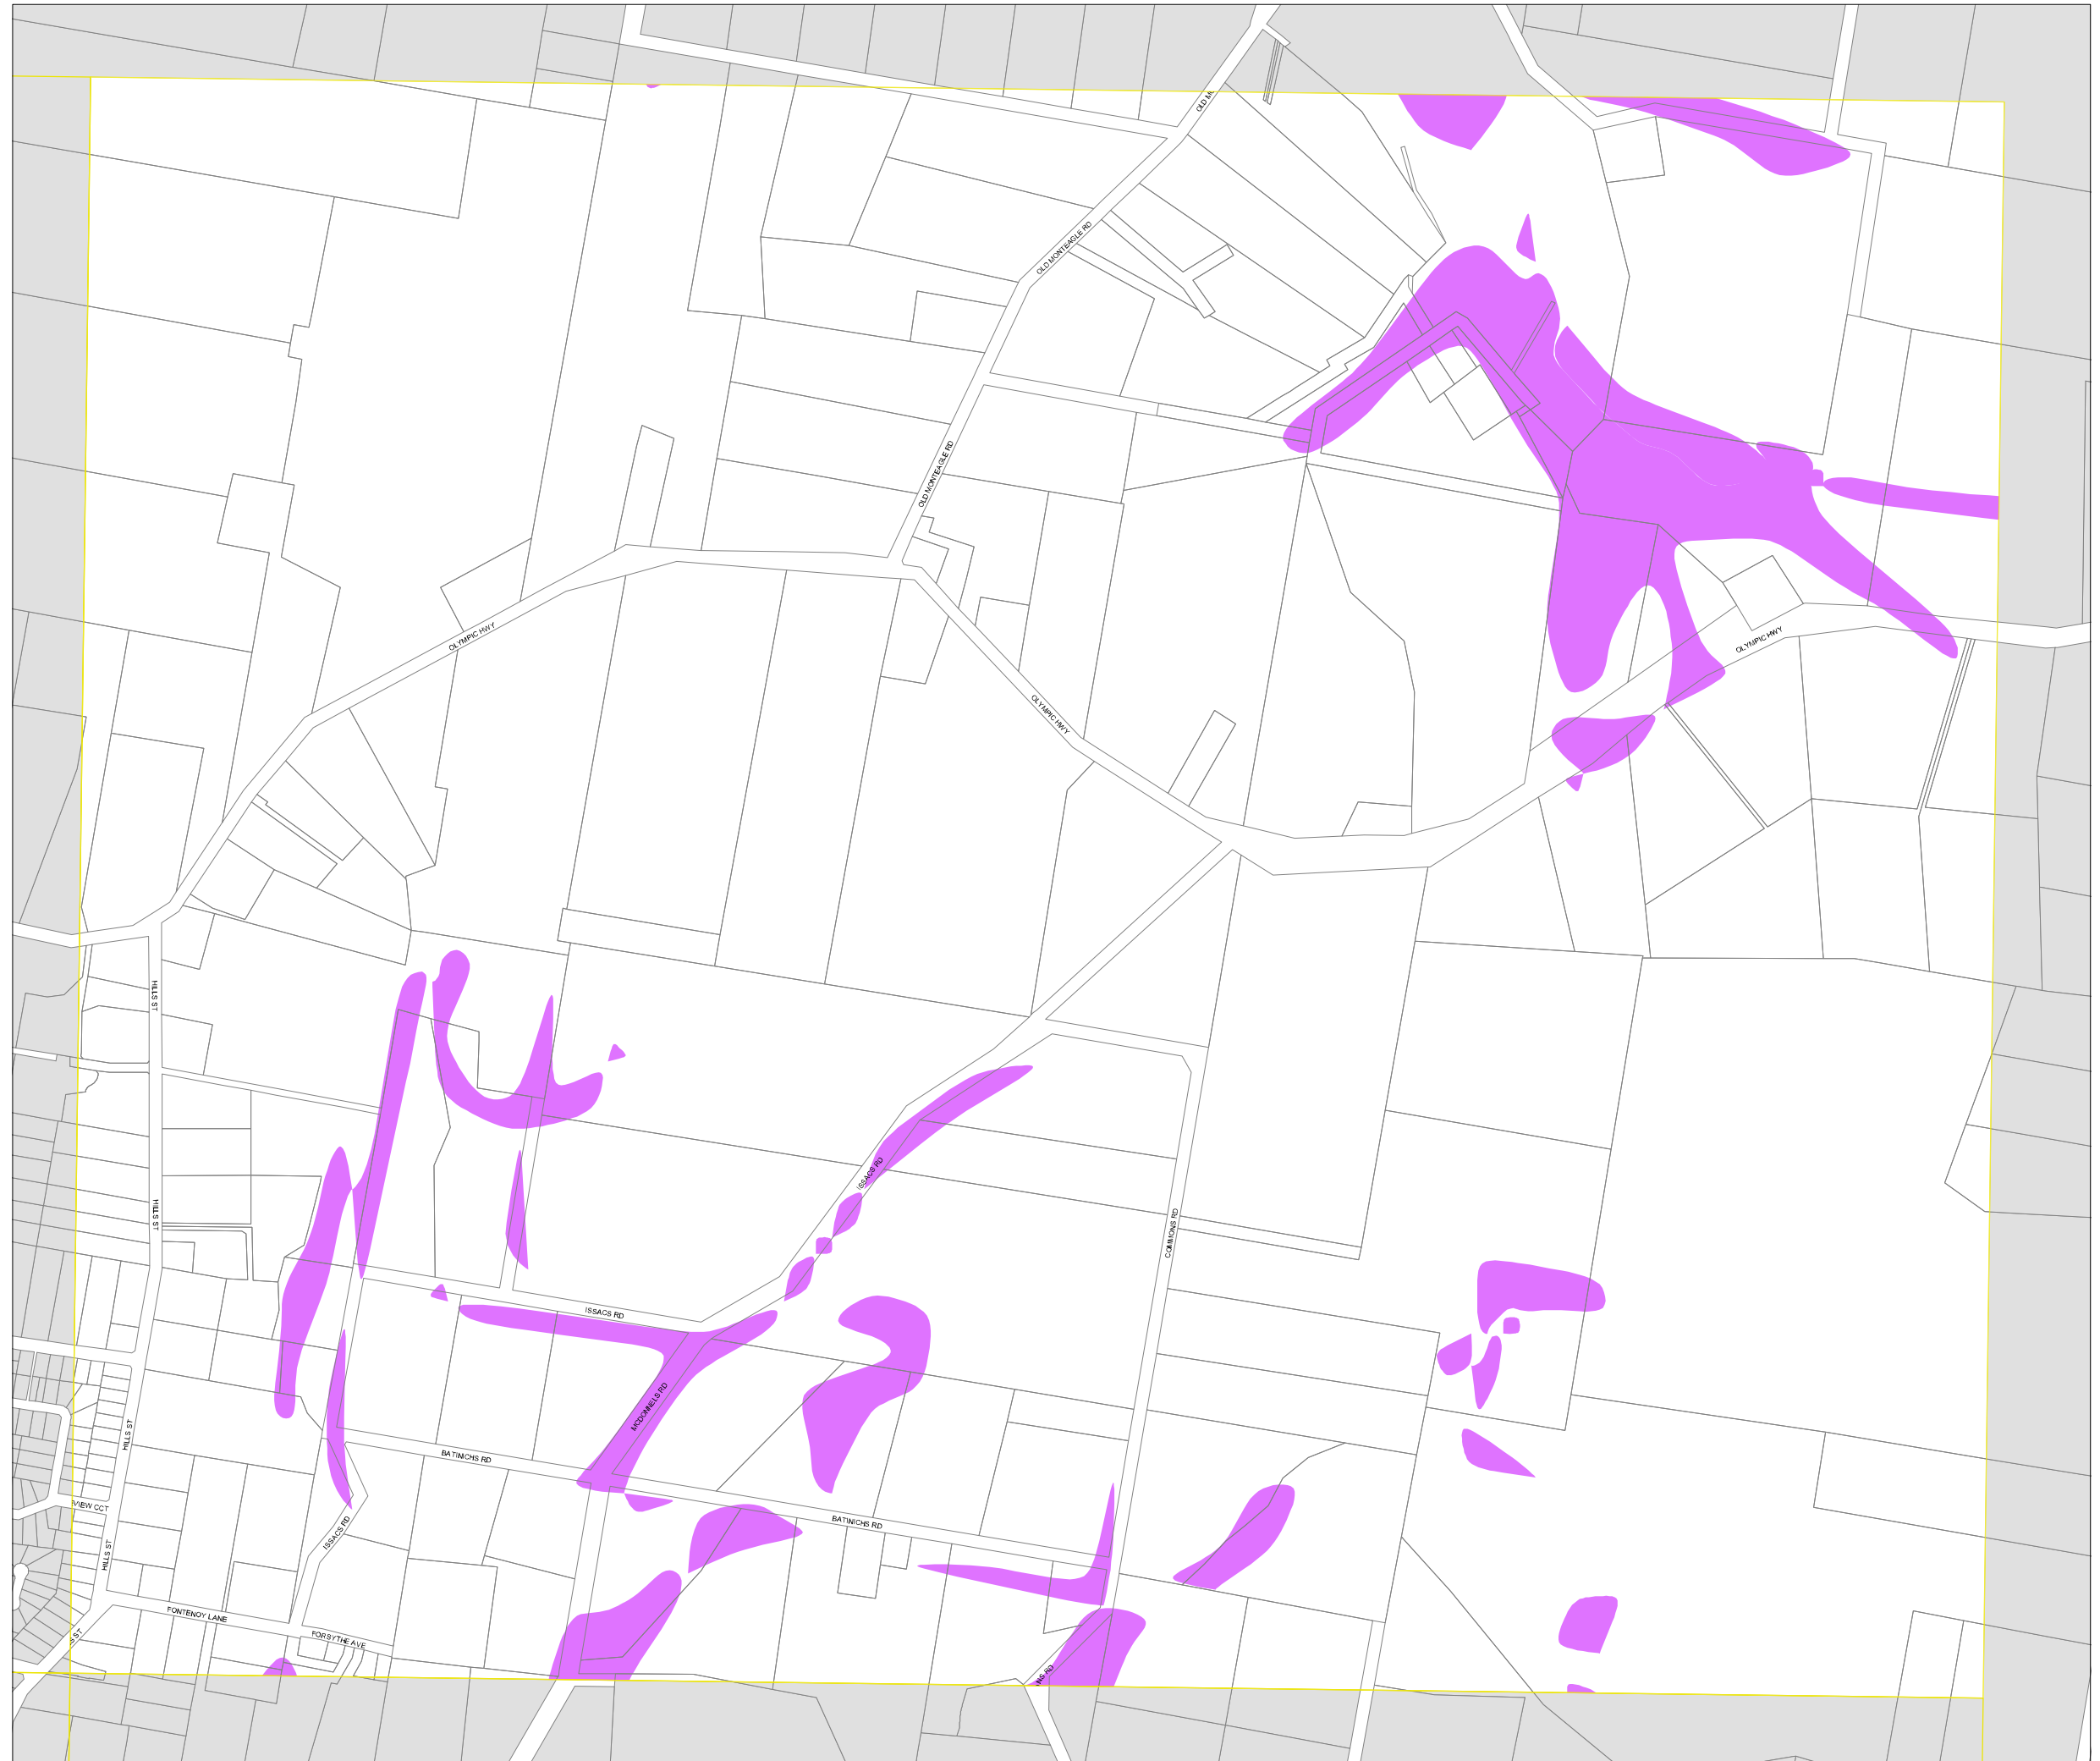 OLD MONTEAGLE RD
OLD MONTEAGLE RD
OLYMPIC HWY
OLYMPIC HWY
OLYMPIC HWY
HILLS ST
ISSACS RD
HILLS ST
COMMONS RD
ISSACS RD
MCDONNELS RD
HILLS ST
BATINICHS RD
BATINICHS RD
ISSACS RD
HILLS ST
FONTENOY LANE
FORSYTHE AVE